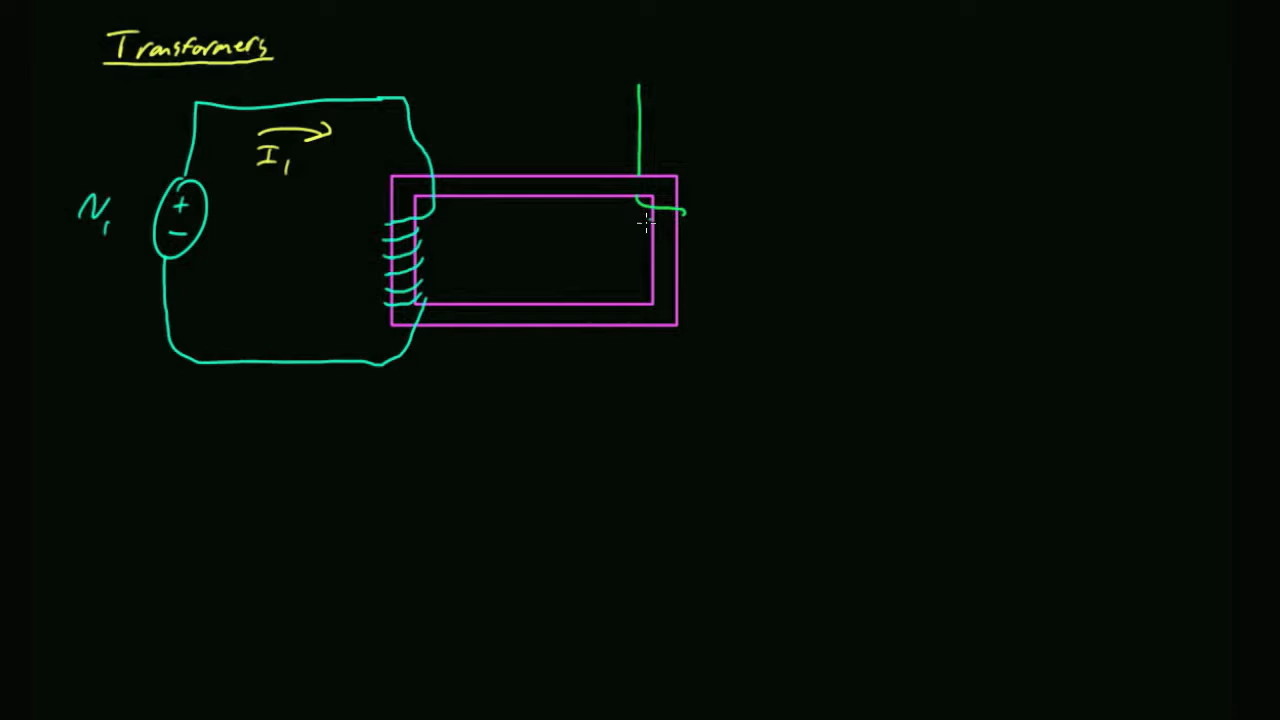 Transformers
I₁
N₁
+
−